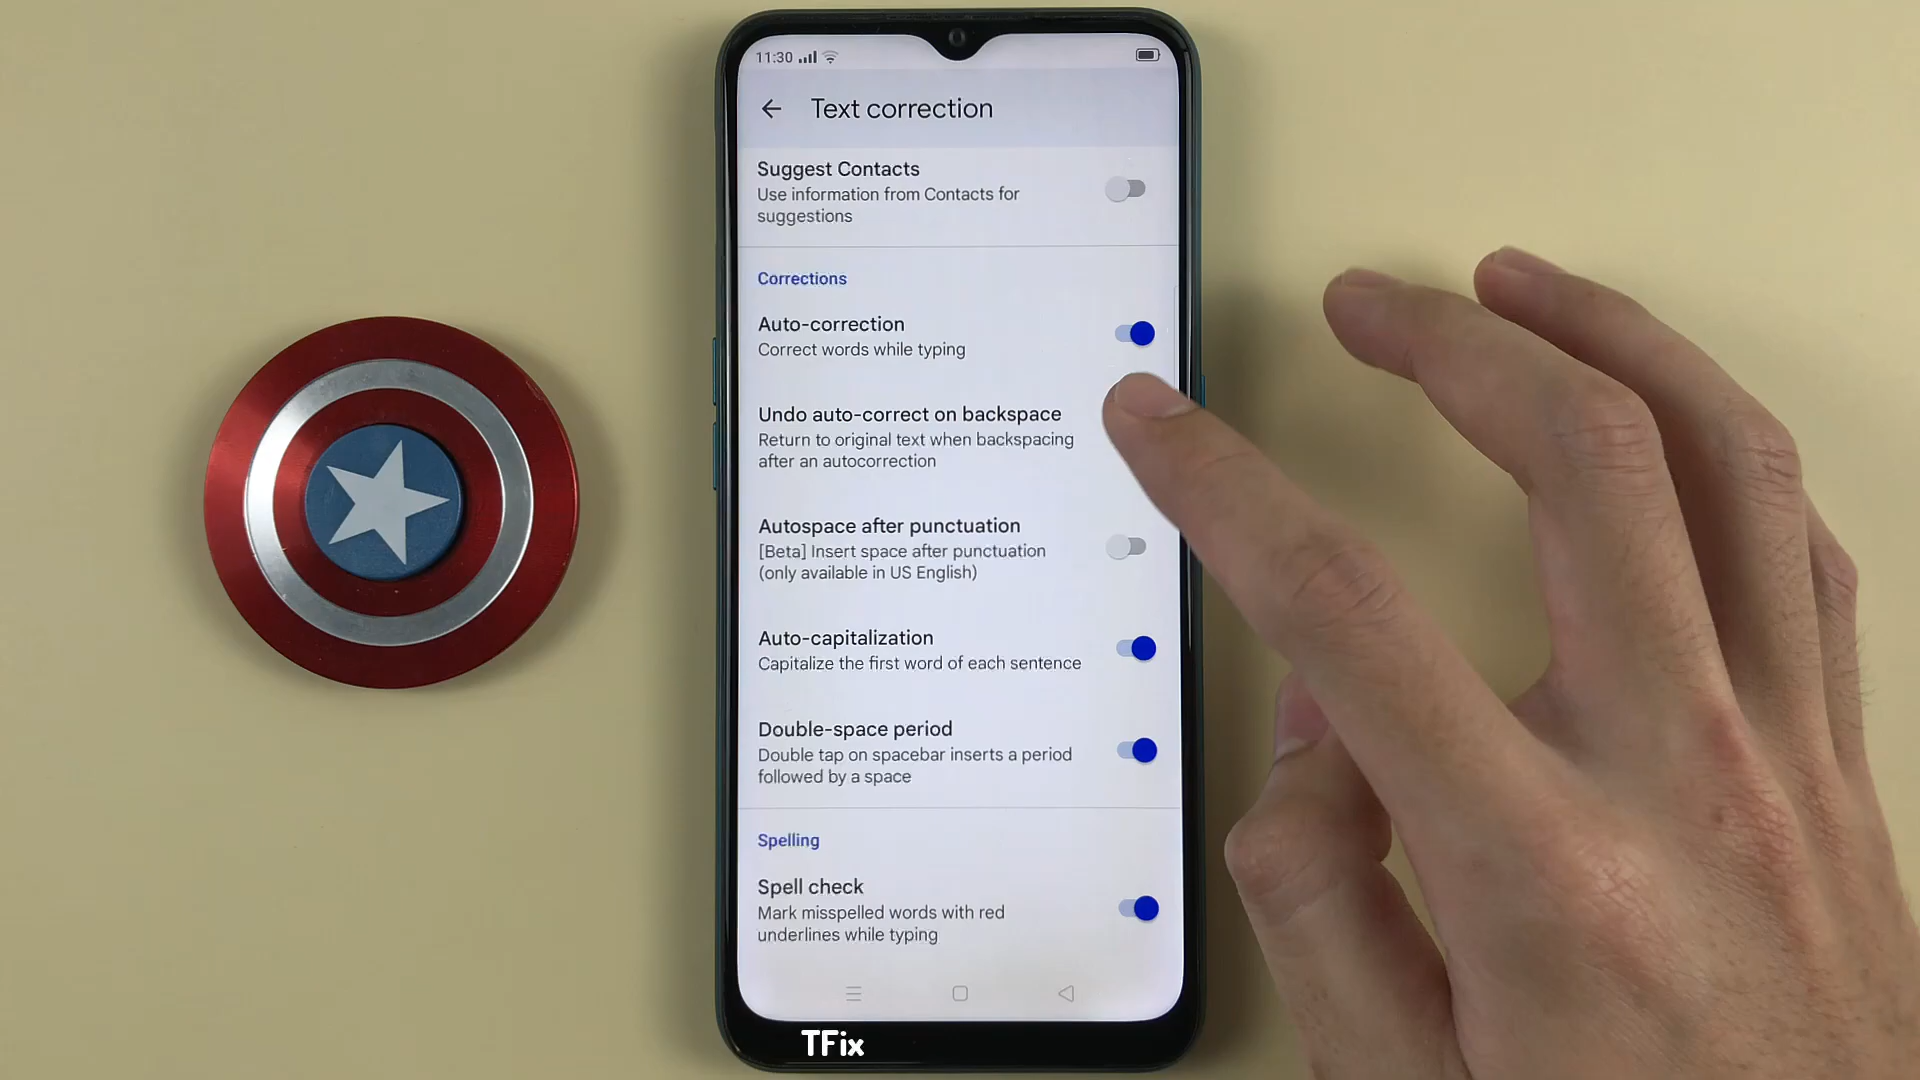 11:30
Text correction
Suggest Contacts
Use information from Contacts for
suggestions
Corrections
Auto-correction
Correct words while typing
Undo auto-correct on backspace
Return to original text when backspacing
after an autocorrection
Autospace after punctuation
[Beta] Insert space after punctuation
(only available in US English)
Auto-capitalization
Capitalize the first word of each sentence
Double-space period
Double tap on spacebar inserts a period
followed by a space
Spelling
Spell check
Mark misspelled words with red
underlines while typing
TFix